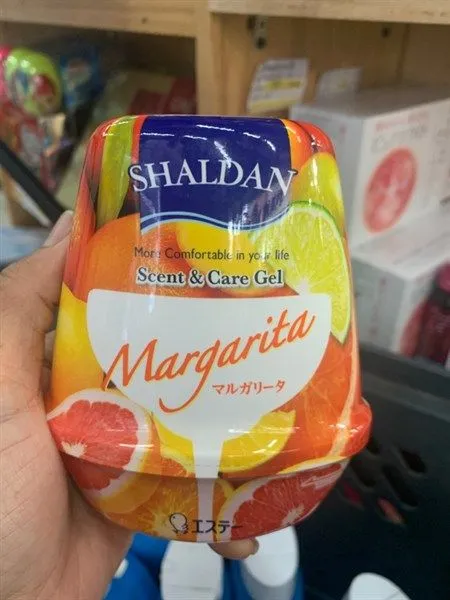 SHALDAN
More Comfortable in your life
Scent & Care Gel
Margarita
マルガリータ
エステー